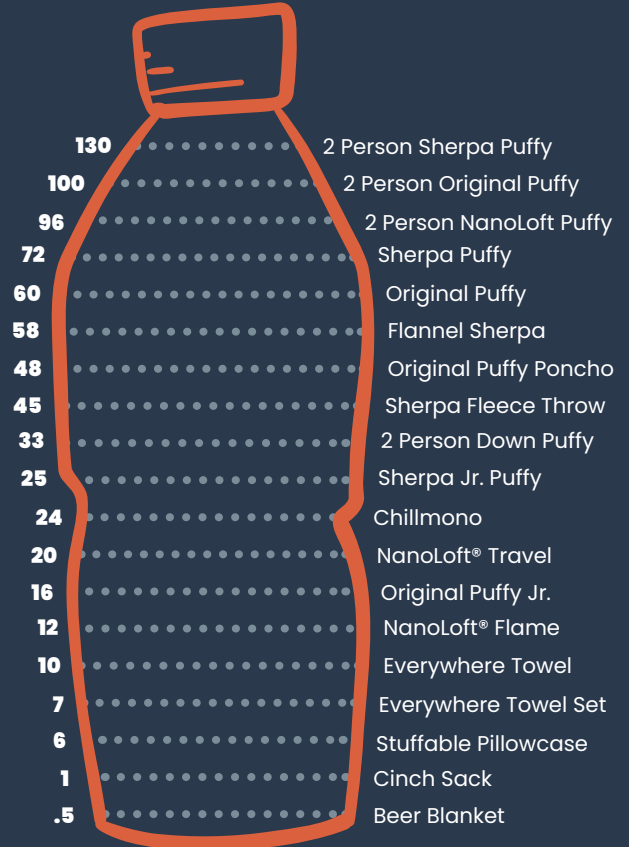 130 2 Person Sherpa Puffy
100 2 Person Original Puffy
96 2 Person NanoLoft Puffy
72 Sherpa Puffy
60 Original Puffy
58 Flannel Sherpa
48 Original Puffy Poncho
45 Sherpa Fleece Throw
33 2 Person Down Puffy
25 Sherpa Jr. Puffy
24 Chillmono
20 NanoLoft® Travel
16 Original Puffy Jr.
12 NanoLoft® Flame
10 Everywhere Towel
7 Everywhere Towel Set
6 Stuffable Pillowcase
1 Cinch Sack
.5 Beer Blanket